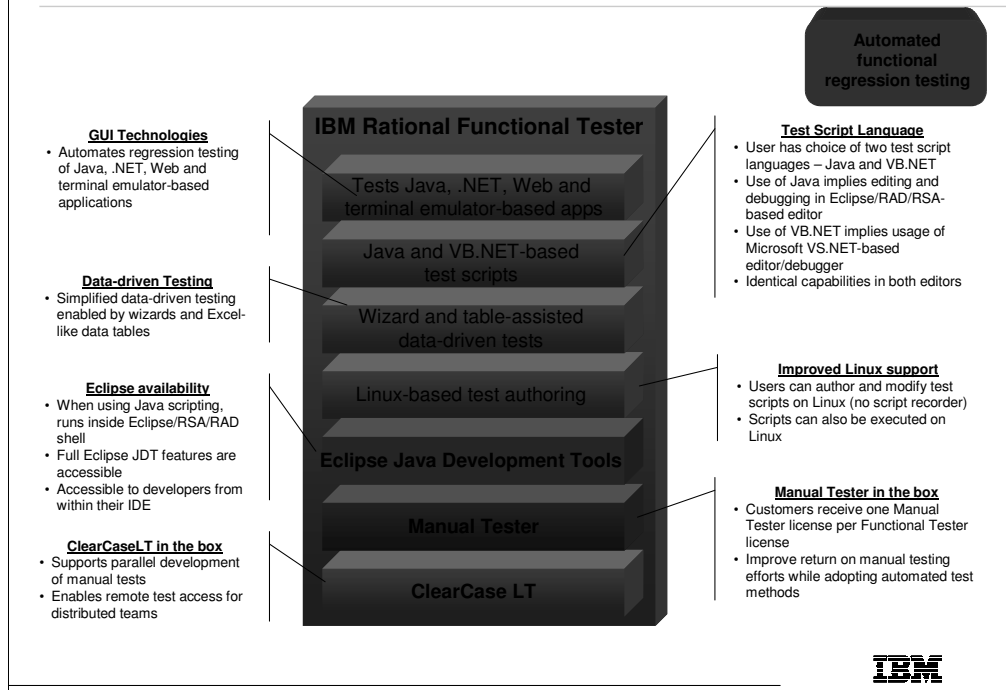 Automated
functional
regression testing
IBM Rational Functional Tester
Tests Java, .NET, Web and
terminal emulator-based apps
Java and VB.NET-based
test scripts
Wizard and table-assisted
data-driven tests
Linux-based test authoring
Eclipse Java Development Tools
Manual Tester
ClearCase LT
GUI Technologies
• Automates regression testing
of Java, .NET, Web and
terminal emulator-based
applications
Data-driven Testing
• Simplified data-driven testing
enabled by wizards and Excel-
like data tables
Eclipse availability
• When using Java scripting,
runs inside Eclipse/RSA/RAD
shell
• Full Eclipse JDT features are
accessible
• Accessible to developers from
within their IDE
ClearCaseLT in the box
• Supports parallel development
of manual tests
• Enables remote test access for
distributed teams
Test Script Language
• User has choice of two test script
languages – Java and VB.NET
• Use of Java implies editing and
debugging in Eclipse/RAD/RSA-
based editor
• Use of VB.NET implies usage of
Microsoft VS.NET-based
editor/debugger
• Identical capabilities in both editors
Improved Linux support
• Users can author and modify test
scripts on Linux (no script recorder)
• Scripts can also be executed on
Linux
Manual Tester in the box
• Customers receive one Manual
Tester license per Functional Tester
license
• Improve return on manual testing
efforts while adopting automated test
methods
IBM